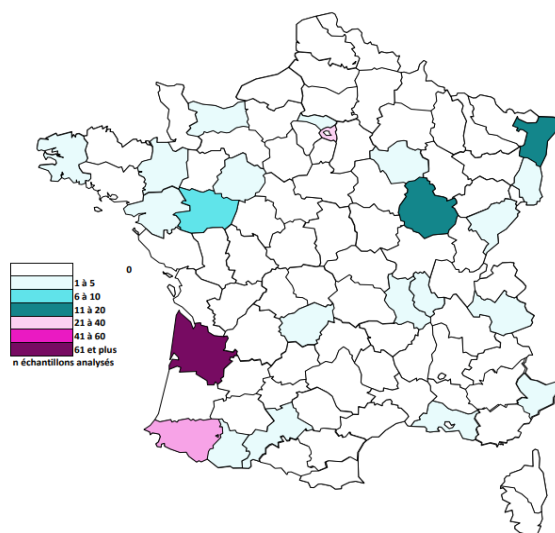 0
1 à 5
6 à 10
11 à 20
21 à 40
41 à 60
61 et plus
n échantillons analysés